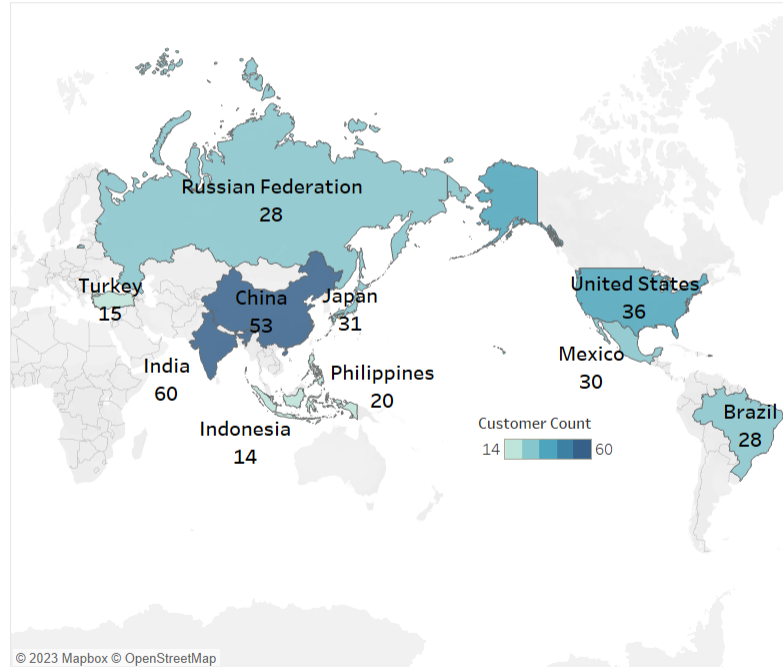 Russian Federation
28
Turkey
15
China
53
Japan
31
United States
36
India
60
Mexico
30
Philippines
20
Indonesia
14
Customer Count
14 60
Brazil
28
© 2023 Mapbox © OpenStreetMap